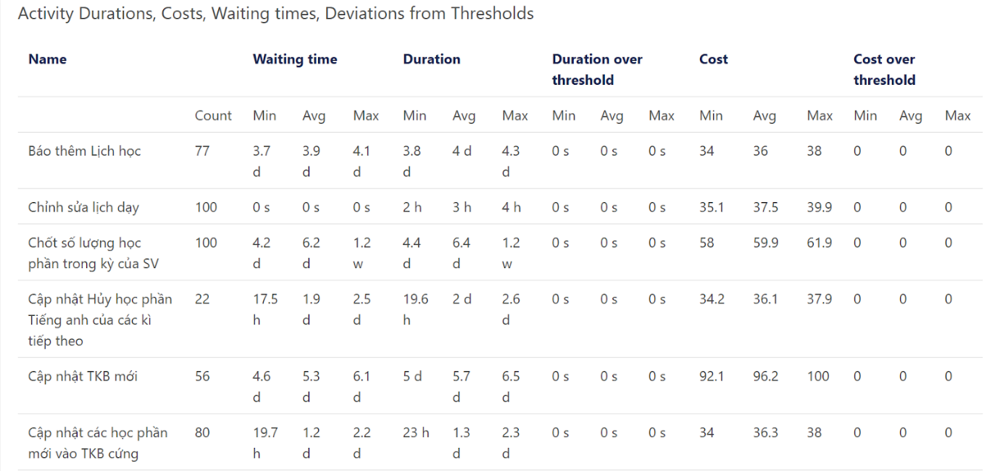 Activity Durations, Costs, Waiting times, Deviations from Thresholds
Name Waiting time Duration Duration over threshold Cost Cost over threshold
Count Min Avg Max Min Avg Max Min Avg Max Min Avg Max Min Avg Max
Báo thêm Lịch học 77 3.7 d 3.9 d 4.1 d 3.8 d 4 d 4.3 d 0 s 0 s 0 s 34 36 38 0 0 0
Chỉnh sửa lịch dạy 100 0 s 0 s 0 s 2 h 3 h 4 h 0 s 0 s 0 s 35.1 37.5 39.9 0 0 0
Chốt số lượng học phần trong kỳ của SV 100 4.2 d 6.2 d 1.2 w 4.4 d 6.4 d 1.2 w 0 s 0 s 0 s 58 59.9 61.9 0 0 0
Cập nhật Hủy học phần Tiếng anh của các kì tiếp theo 22 17.5 h 1.9 d 2.5 d 19.6 h 2 d 2.6 d 0 s 0 s 0 s 34.2 36.1 37.9 0 0 0
Cập nhật TKB mới 56 4.6 d 5.3 d 6.1 d 5 d 5.7 d 6.5 d 0 s 0 s 0 s 92.1 96.2 100 0 0 0
Cập nhật các học phần mới vào TKB cứng 80 19.7 h 1.2 d 2.2 d 23 h 1.3 d 2.3 d 0 s 0 s 0 s 34 36.3 38 0 0 0